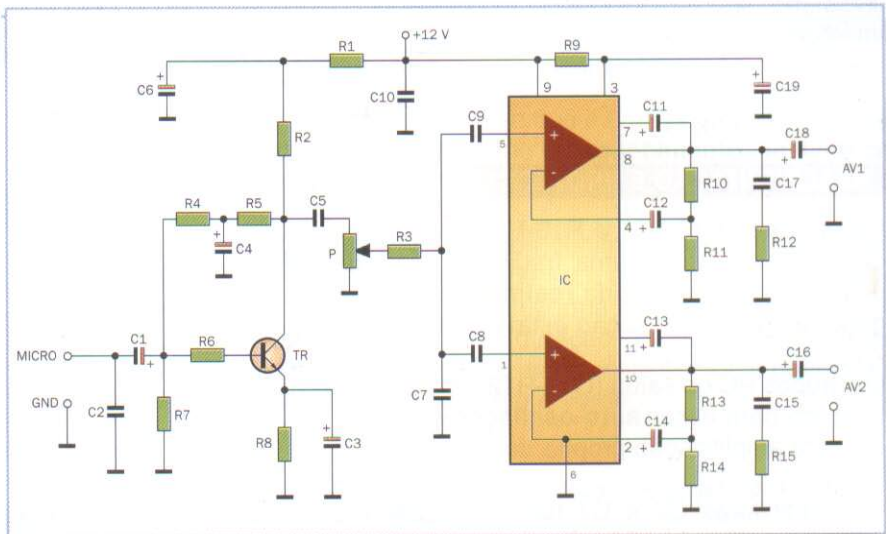 +12 V
R1
R9
C6
C10
9
3
C19
C11
R2
C9
7
C18
5
8
AV1
R4
R5
C5
R10
C17
C12
C4
P
R3
4
R11
R12
IC
C13
C1
R6
C8
MICRO
TR
11
C16
1
10
AV2
GND
C2
R7
C7
R13
C15
C14
R8
C3
2
6
R14
R15